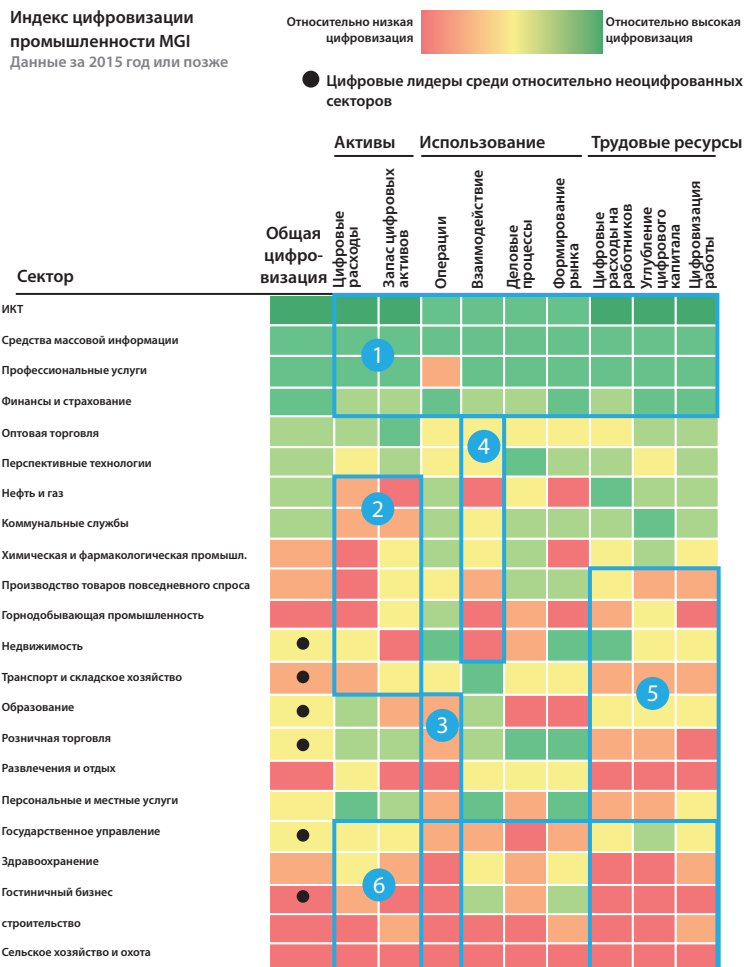 Индекс цифровизации
промышленности MGI
Данные за 2015 год или позже
Относительно низкая
цифровизация
Относительно высокая
цифровизация
Цифровые лидеры среди относительно неоцифрованных
секторов
Активы
Использование
Трудовые ресурсы
Сектор
Общая
цифро-
визация
Цифровые
расходы
Запас цифровых
активов
Операции
Взаимодействие
Деловые
процессы
Формирование
рынка
Цифровые
расходы на
работников
Углубление
цифрового
капитала
Цифровизация
работы
ИКТ
Средства массовой информации
1
Профессиональные услуги
Финансы и страхование
Оптовая торговля
4
Перспективные технологии
Нефть и газ
2
Коммунальные службы
Химическая и фармакологическая промышл.
Производство товаров повседневного спроса
Горнодобывающая промышленность
Недвижимость
Транспорт и складское хозяйство
5
Образование
3
Розничная торговля
Развлечения и отдых
Персональные и местные услуги
Государственное управление
Здравоохранение
6
Гостиничный бизнес
строительство
Сельское хозяйство и охота